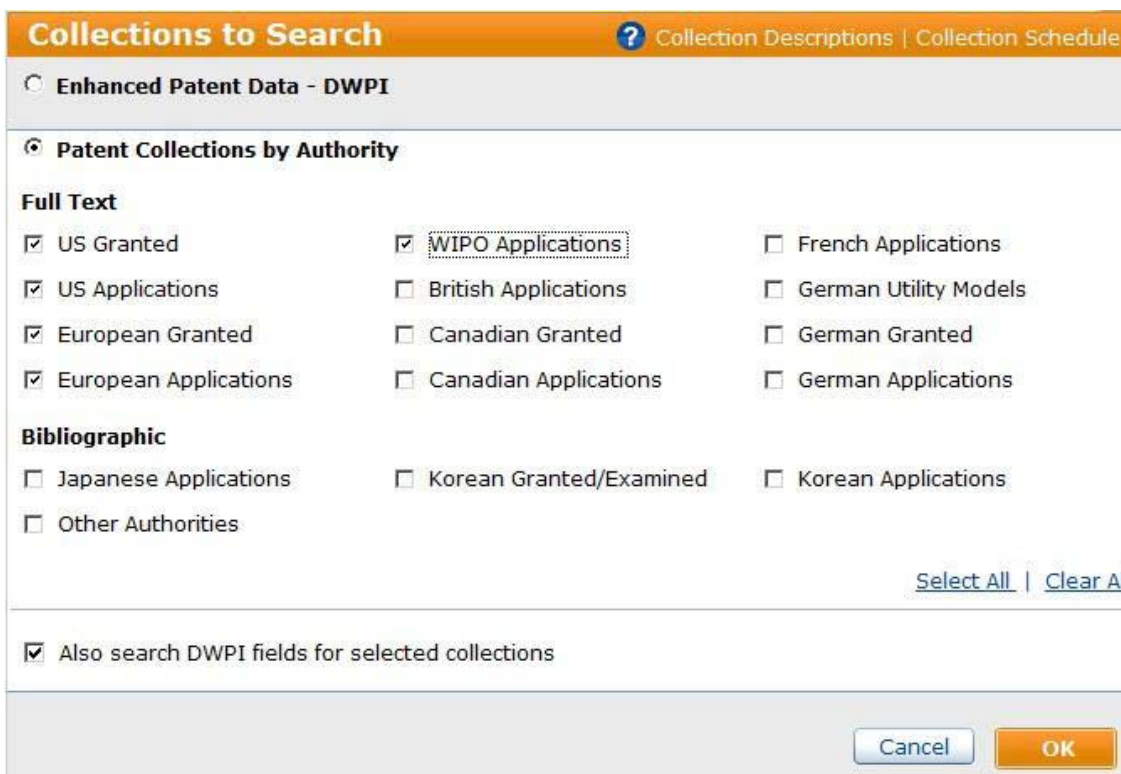 Collections to Search ? Collection Descriptions | Collection Schedule
Enhanced Patent Data - DWPI
Patent Collections by Authority
Full Text
US Granted WIPO Applications French Applications
US Applications British Applications German Utility Models
European Granted Canadian Granted German Granted
European Applications Canadian Applications German Applications
Bibliographic
Japanese Applications Korean Granted/Examined Korean Applications
Other Authorities
Select All | Clear A
Also search DWPI fields for selected collections
Cancel OK